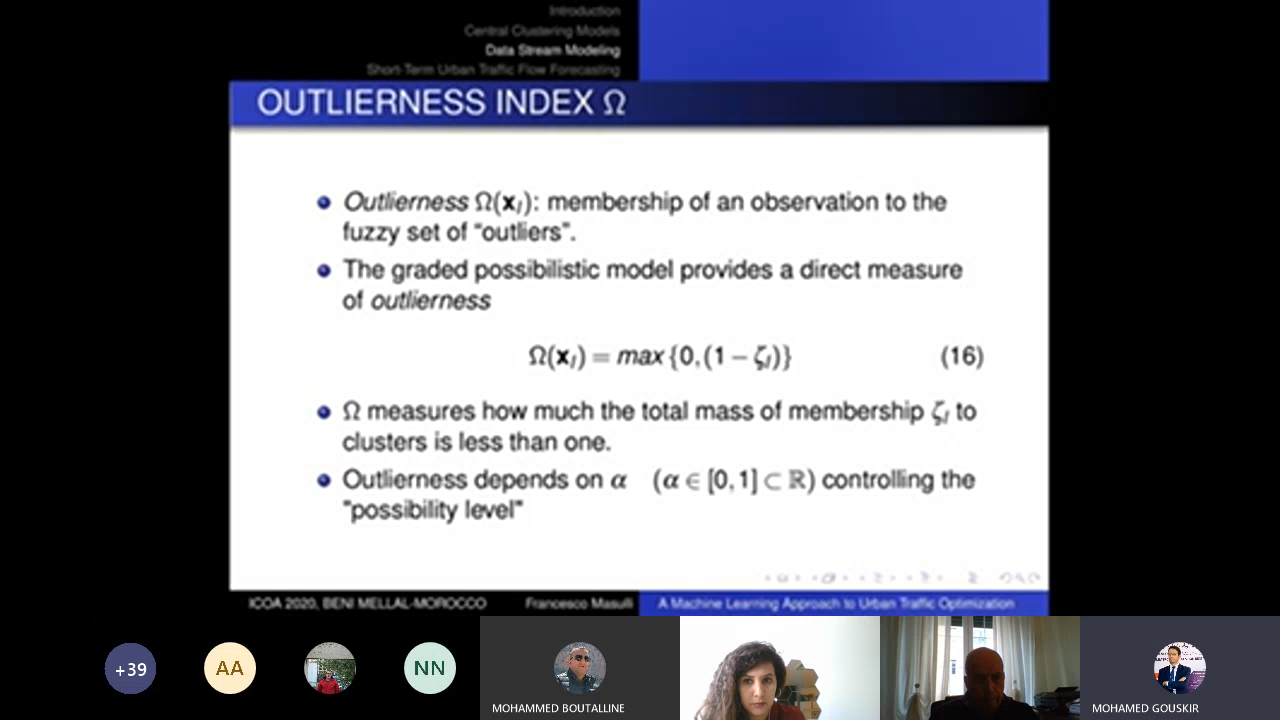 Introduction
Central Clustering Models
Data Stream Modeling
Short-Term Urban Traffic Flow Forecasting
OUTLIERNESS INDEX Ω
Outlierness Ω(xₗ): membership of an observation to the
fuzzy set of "outliers".
The graded possibilistic model provides a direct measure
of outlierness
Ω(xₗ) = max {0, (1 − ζₗ)} (16)
Ω measures how much the total mass of membership ζₗ to
clusters is less than one.
Outlierness depends on α (α ∈ [0, 1] ⊂ ℝ) controlling the
"possibility level"
ICOA 2020, BENI MELLAL-MOROCCO Francesco Masulli A Machine Learning Approach to Urban Traffic Optimization
+39 AA NN
MOHAMMED BOUTALLINE MOHAMED GOUSKIR